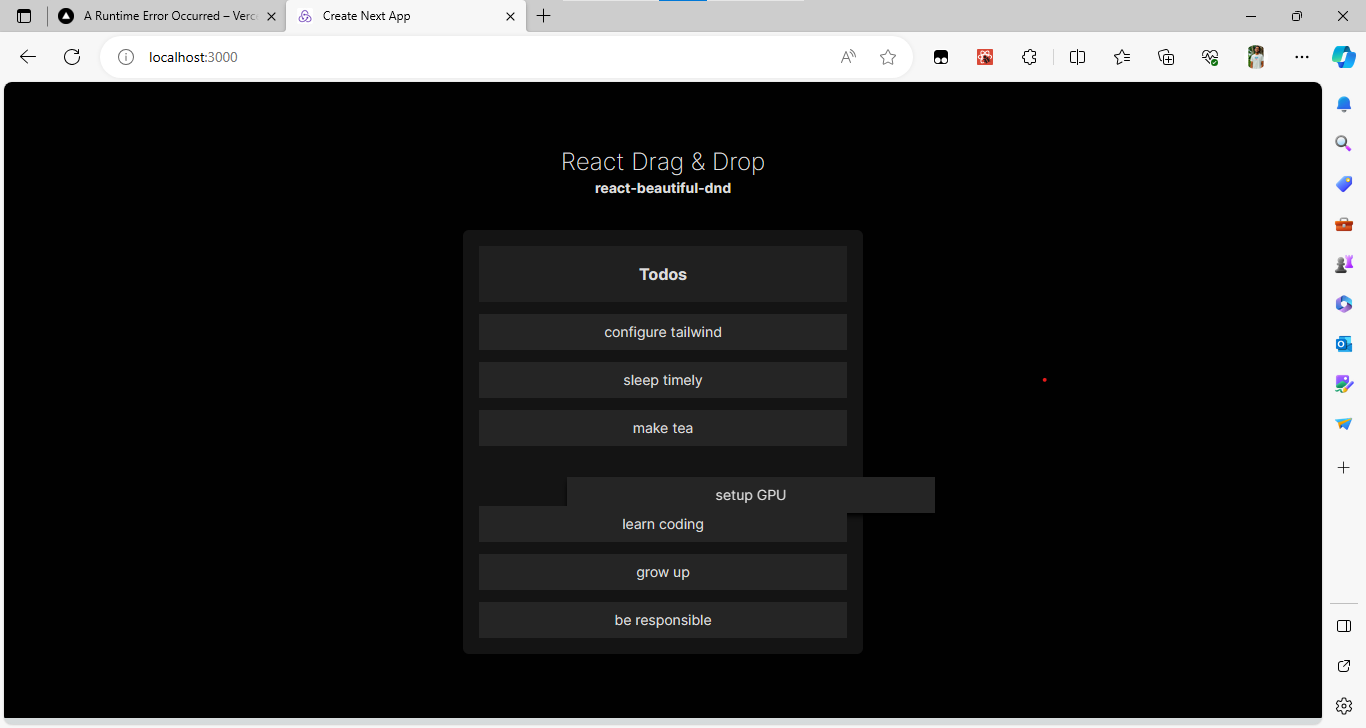 A Runtime Error Occurred – Verc
Create Next App
localhost:3000
React Drag & Drop
react-beautiful-dnd
Todos
configure tailwind
sleep timely
make tea
setup GPU
learn coding
grow up
be responsible